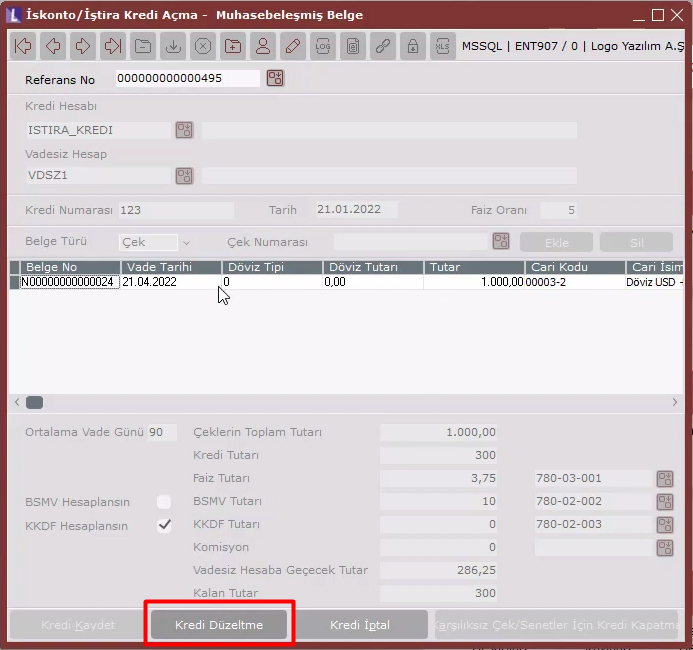 İskonto/İştira Kredi Açma - Muhasebeleşmiş Belge
LOG XLS MSSQL | ENT907 / 0 | Logo Yazılım A.Ş
Referans No 000000000000495
Kredi Hesabı
ISTIRA_KREDI
Vadesiz Hesap
VDSZ1
Kredi Numarası 123 Tarih 21.01.2022 Faiz Oranı 5
Belge Türü Çek Çek Numarası Ekle Sil
Belge No Vade Tarihi Döviz Tipi Döviz Tutarı Tutar Cari Kodu Cari İsim
N00000000000024 21.04.2022 0 0,00 1.000,00 00003-2 Döviz USD
Ortalama Vade Günü 90 Çeklerin Toplam Tutarı 1.000,00
Kredi Tutarı 300
Faiz Tutarı 3,75 780-03-001
BSMV Hesaplansın BSMV Tutarı 10 780-02-002
KKDF Hesaplansın KKDF Tutarı 0 780-02-003
Komisyon 0
Vadesiz Hesaba Geçecek Tutar 286,25
Kalan Tutar 300
Kredi Kaydet Kredi Düzeltme Kredi İptal Karşılıksız Çek/Senetler İçin Kredi Kapatma